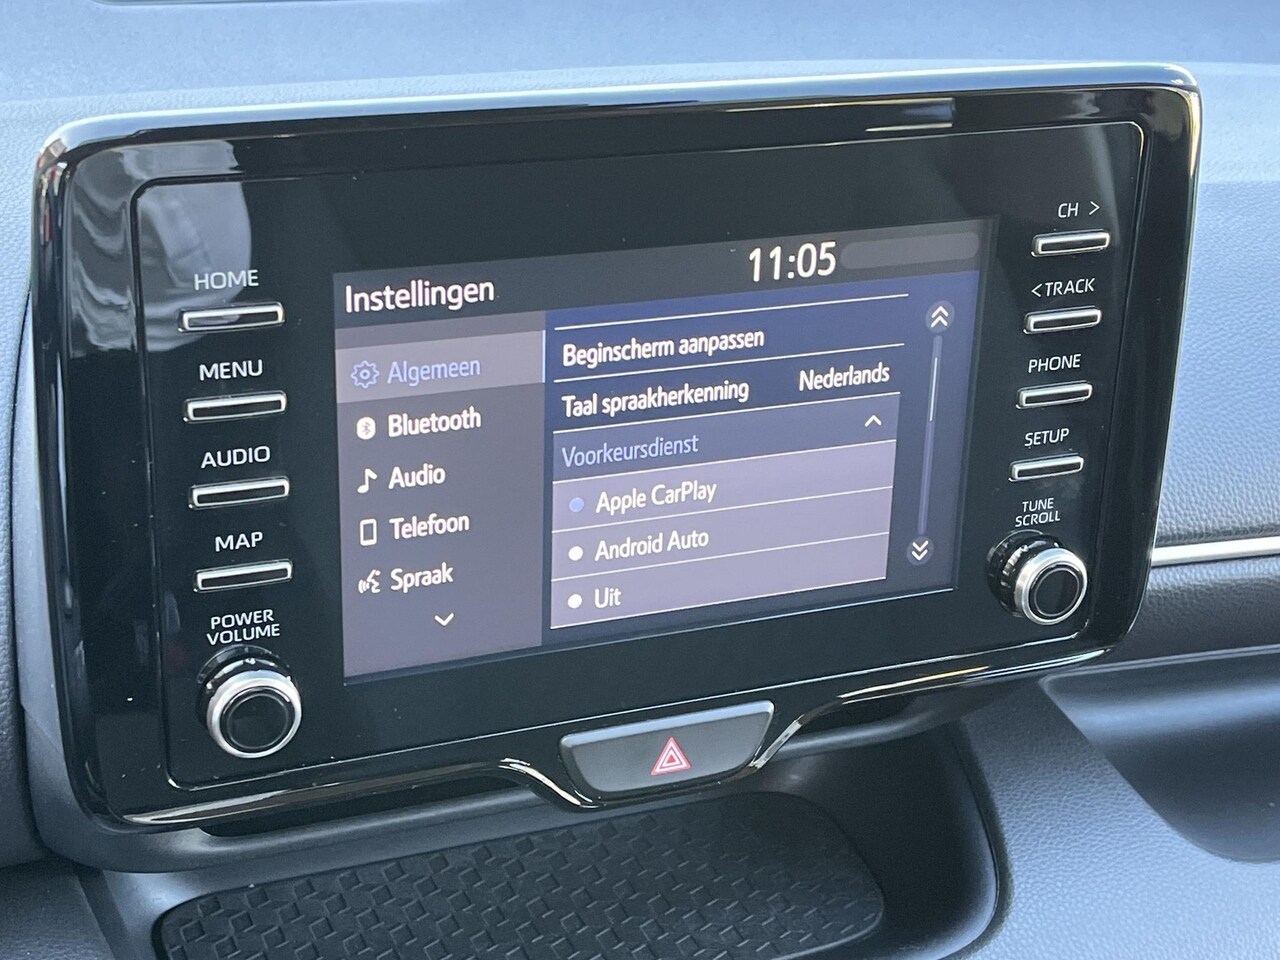 HOME
MENU
AUDIO
MAP
POWER
VOLUME
Instellingen
11:05
Algemeen
Bluetooth
Audio
Telefoon
Spraak
Beginscherm aanpassen
Taal spraakherkenning Nederlands
Voorkeursdienst
Apple CarPlay
Android Auto
Uit
CH >
< TRACK
PHONE
SETUP
TUNE
SCROLL